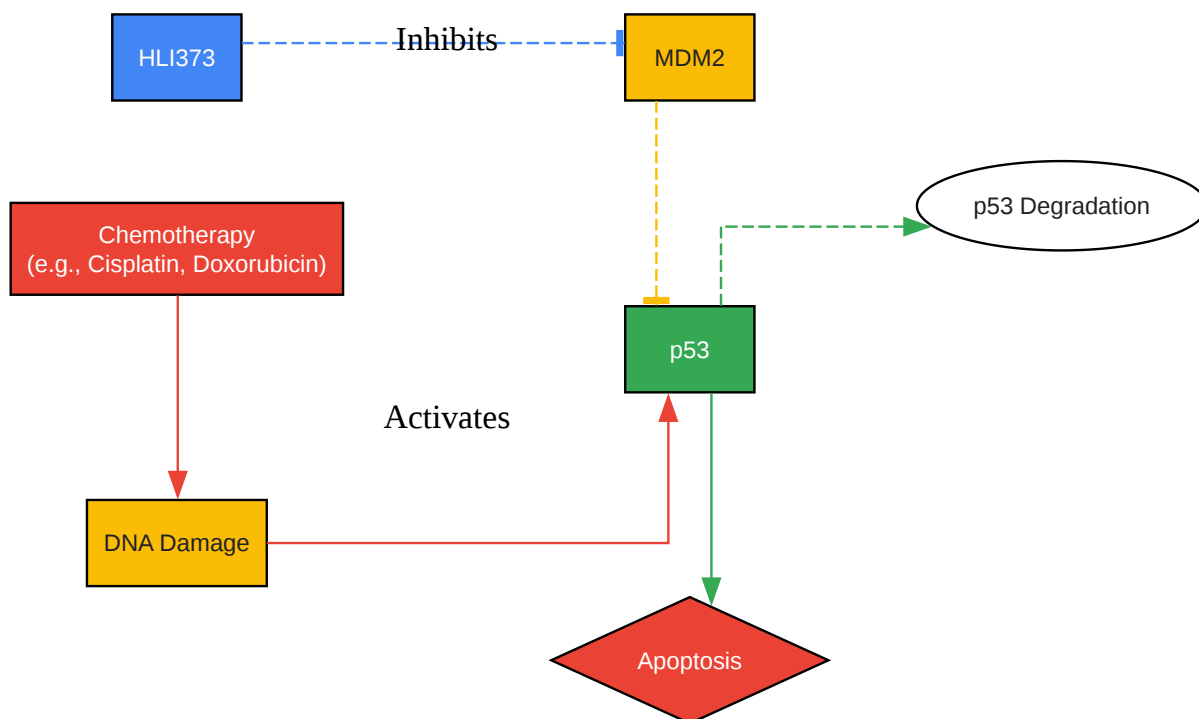 Inhibits
HLI373
MDM2
p53 Degradation
Chemotherapy
(e.g., Cisplatin, Doxorubicin)
p53
Activates
DNA Damage
Apoptosis